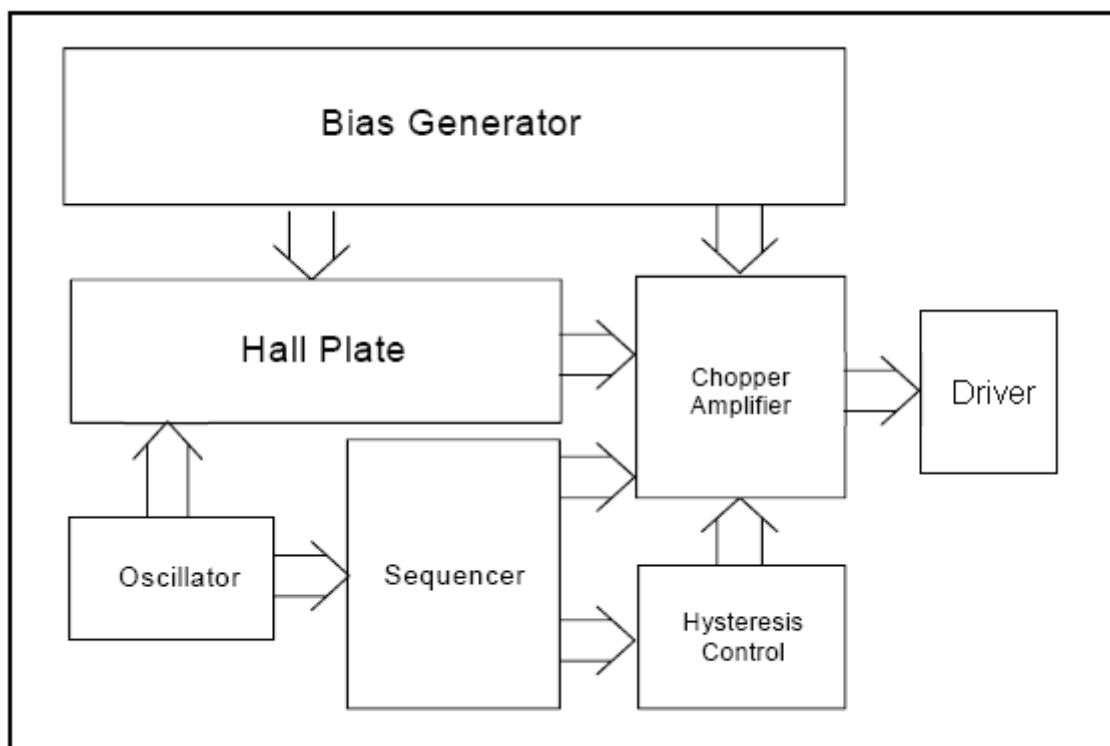 Bias Generator
Hall Plate
Chopper
Amplifier
Driver
Oscillator
Sequencer
Hysteresis
Control